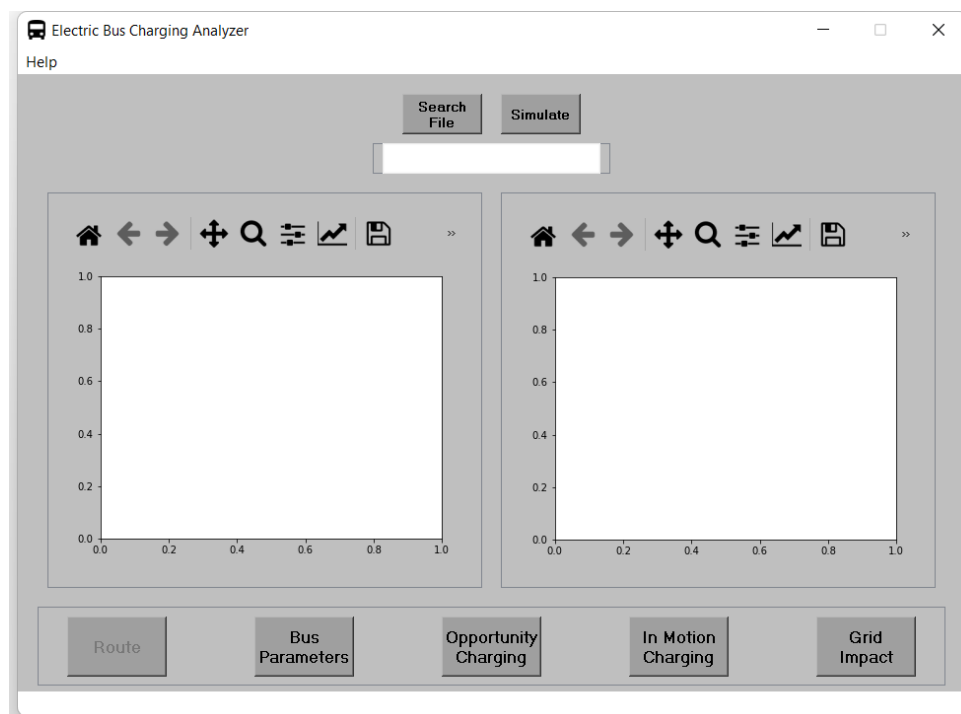 Electric Bus Charging Analyzer
Help
Search
File
Simulate
»
»
1.0
0.8
0.6
0.4
0.2
0.0
0.0 0.2 0.4 0.6 0.8 1.0
1.0
0.8
0.6
0.4
0.2
0.0
0.0 0.2 0.4 0.6 0.8 1.0
Route
Bus
Parameters
Opportunity
Charging
In Motion
Charging
Grid
Impact